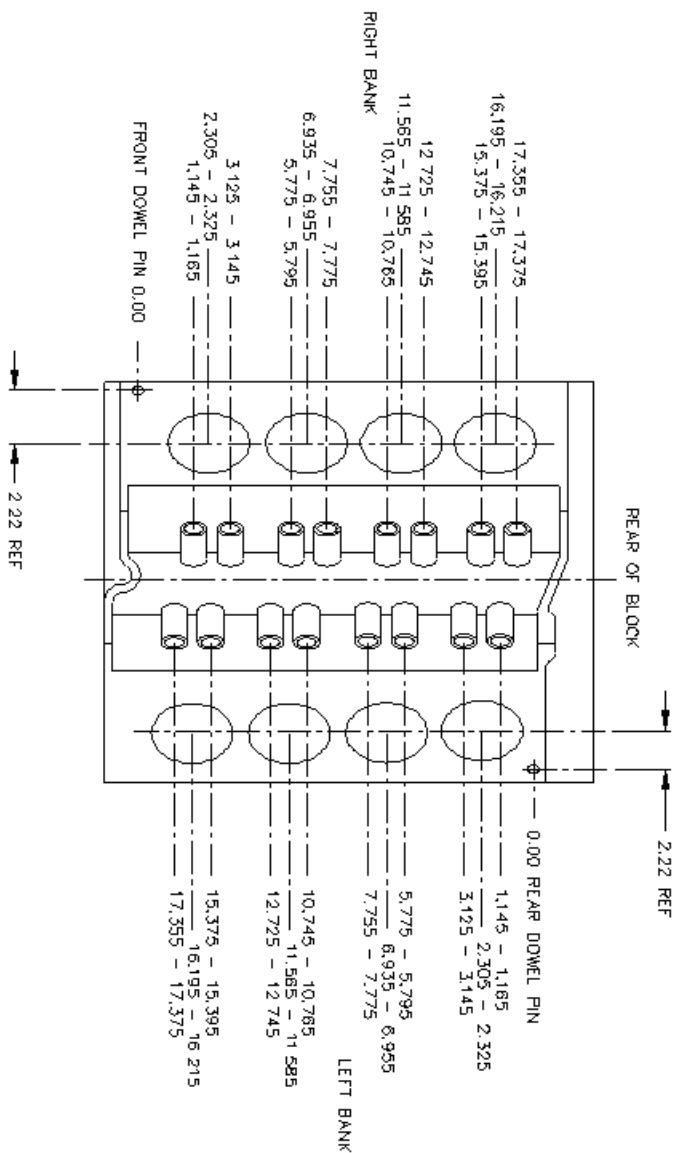 2.22 REF
REAR OF BLOCK
17.355 - 17.375
16.195 - 16.215
15.375 - 15.395
12.725 - 12.745
11.565 - 11.585
10.745 - 10.765
RIGHT BANK
7.755 - 7.775
6.935 - 6.955
5.775 - 5.795
3.125 - 3.145
2.305 - 2.325
1.145 - 1.165
FRONT DOWEL PIN 0.00
0.00 REAR DOWEL PIN
1.145 - 1.165
2.305 - 2.325
3.125 - 3.145
5.775 - 5.795
6.935 - 6.955
7.755 - 7.775
LEFT BANK
10.745 - 10.765
11.565 - 11.585
12.725 - 12.745
15.375 - 15.395
16.195 - 16.215
17.355 - 17.375
2.22 REF